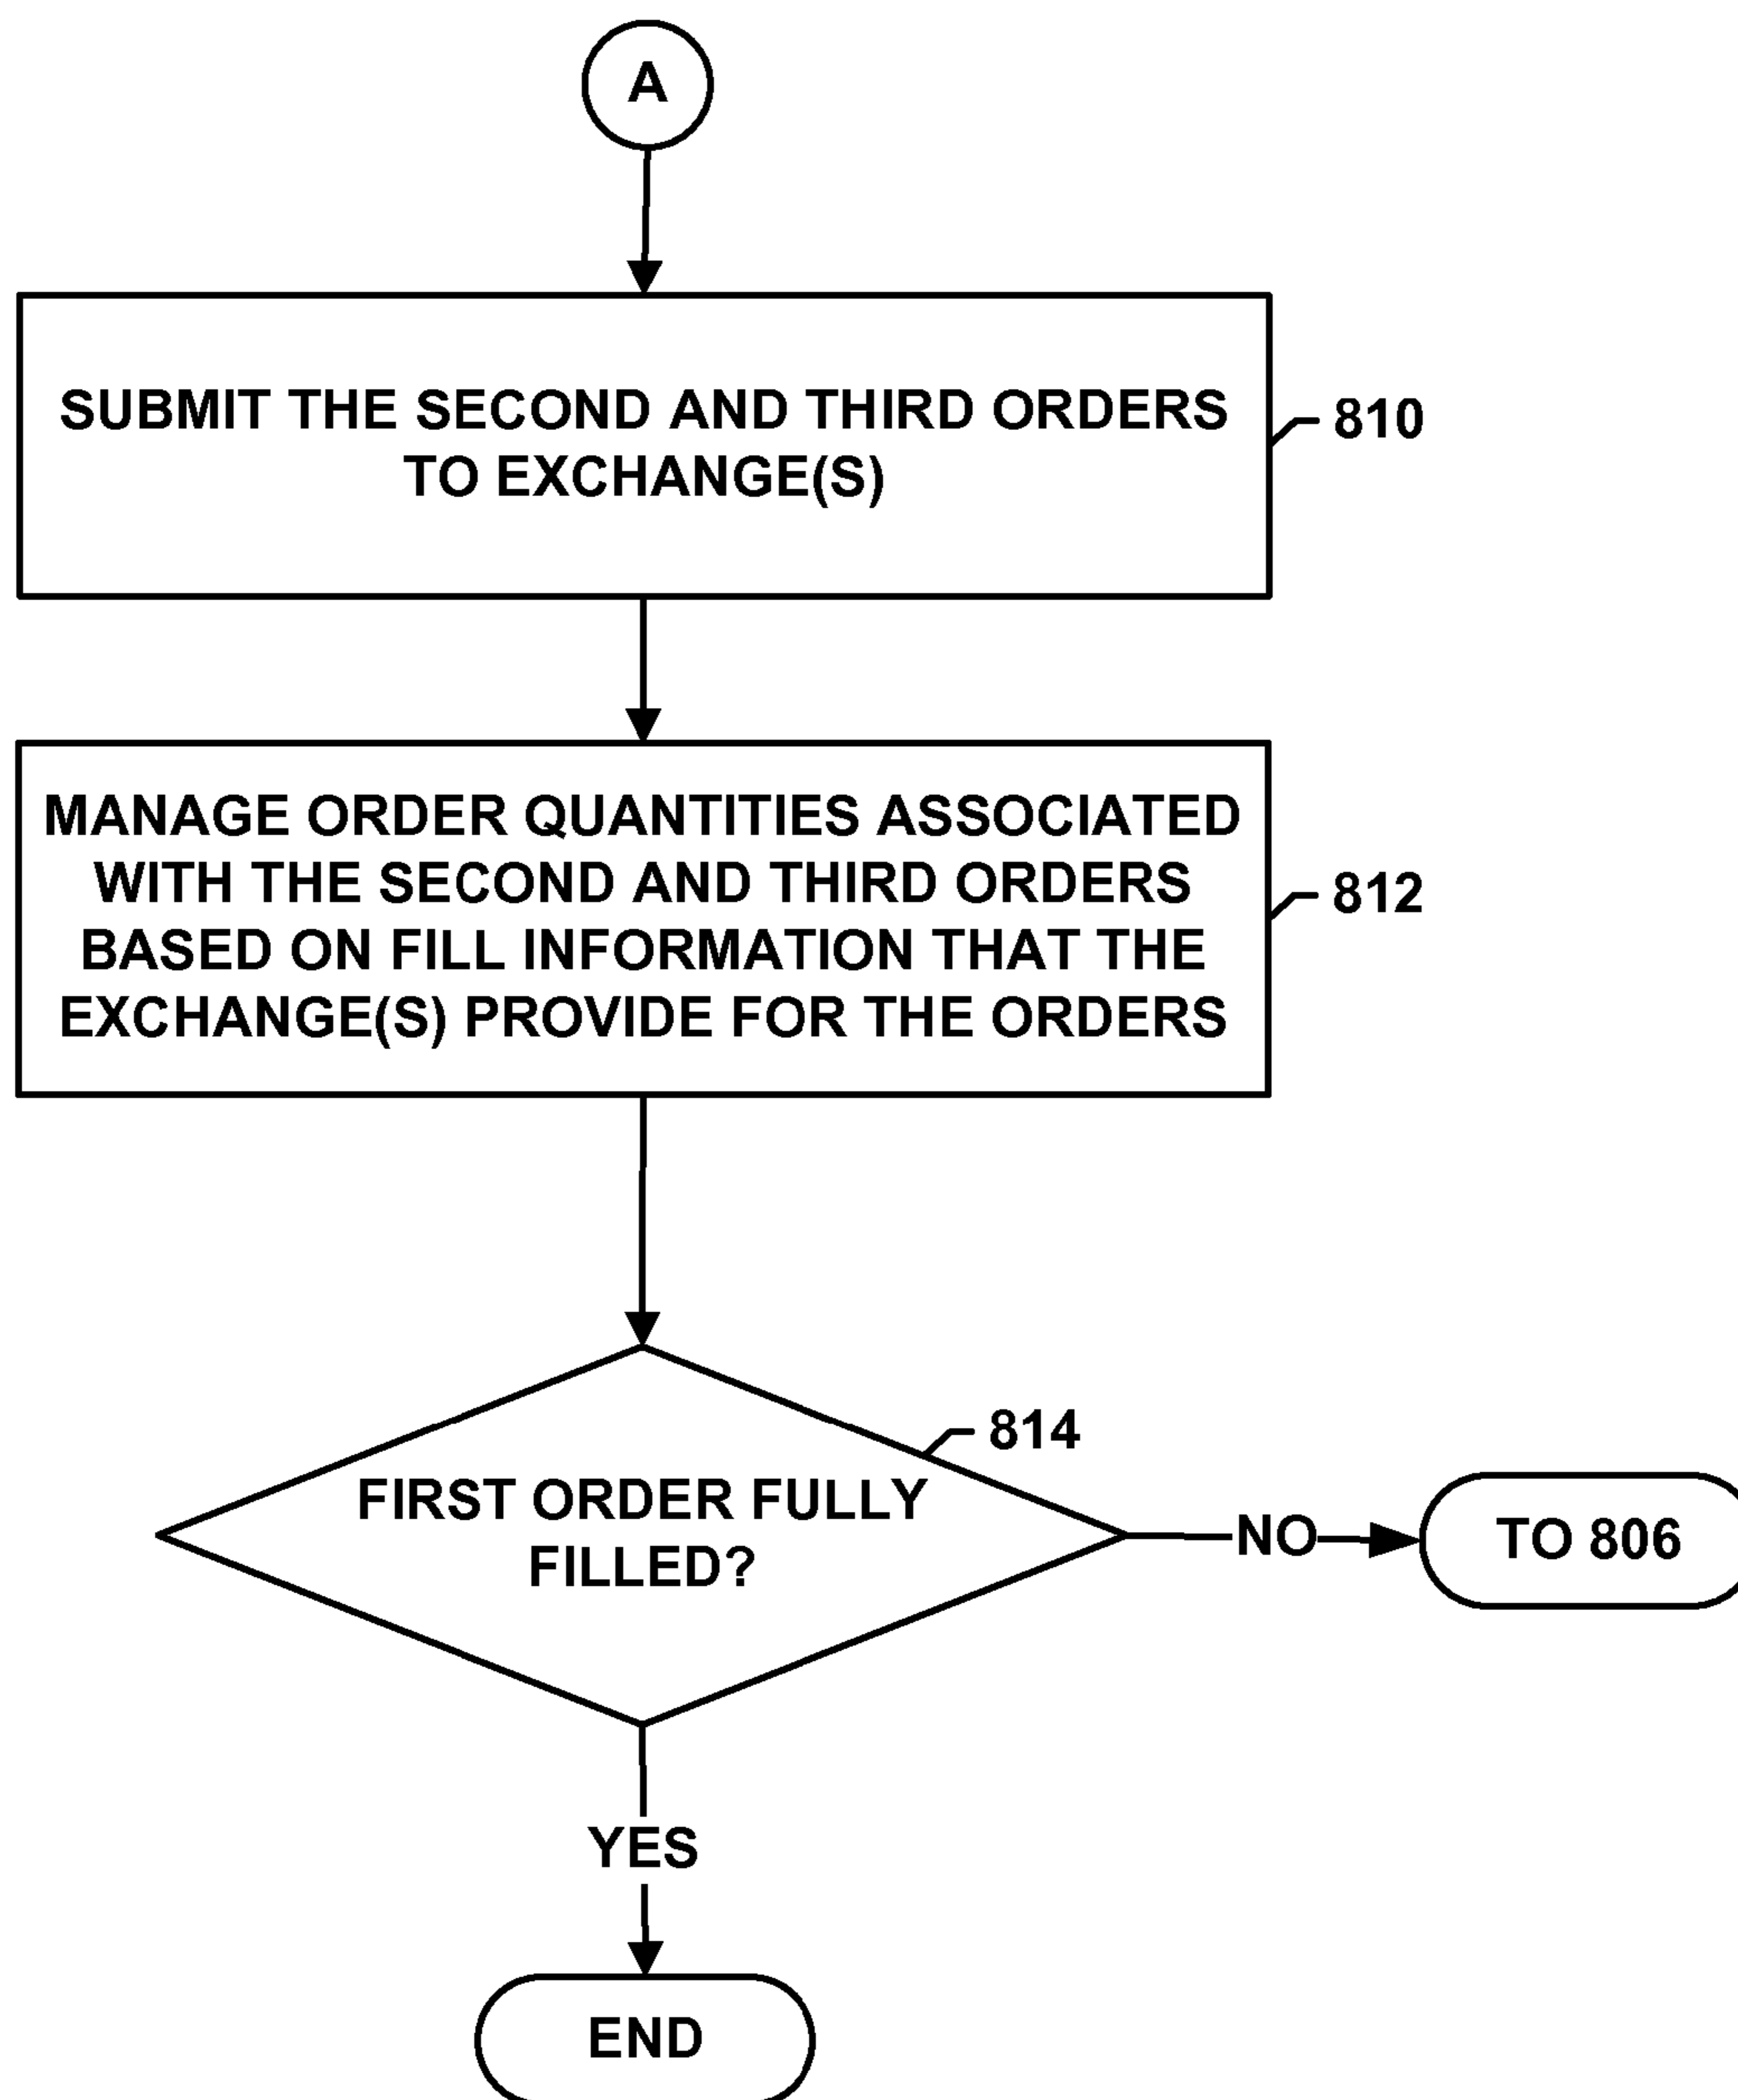 A
SUBMIT THE SECOND AND THIRD ORDERS
TO EXCHANGE(S)
810
MANAGE ORDER QUANTITIES ASSOCIATED
WITH THE SECOND AND THIRD ORDERS
BASED ON FILL INFORMATION THAT THE
EXCHANGE(S) PROVIDE FOR THE ORDERS
812
814
FIRST ORDER FULLY
FILLED?
NO
TO 806
YES
END